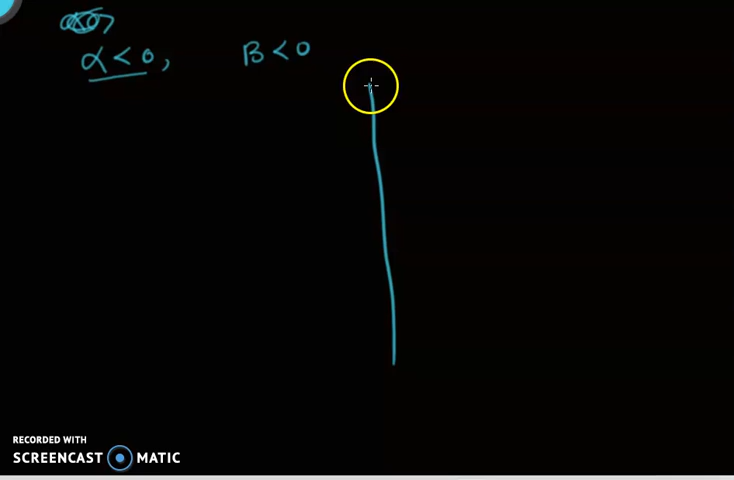 α < 0,   β < 0
RECORDED WITH
SCREENCAST MATIC